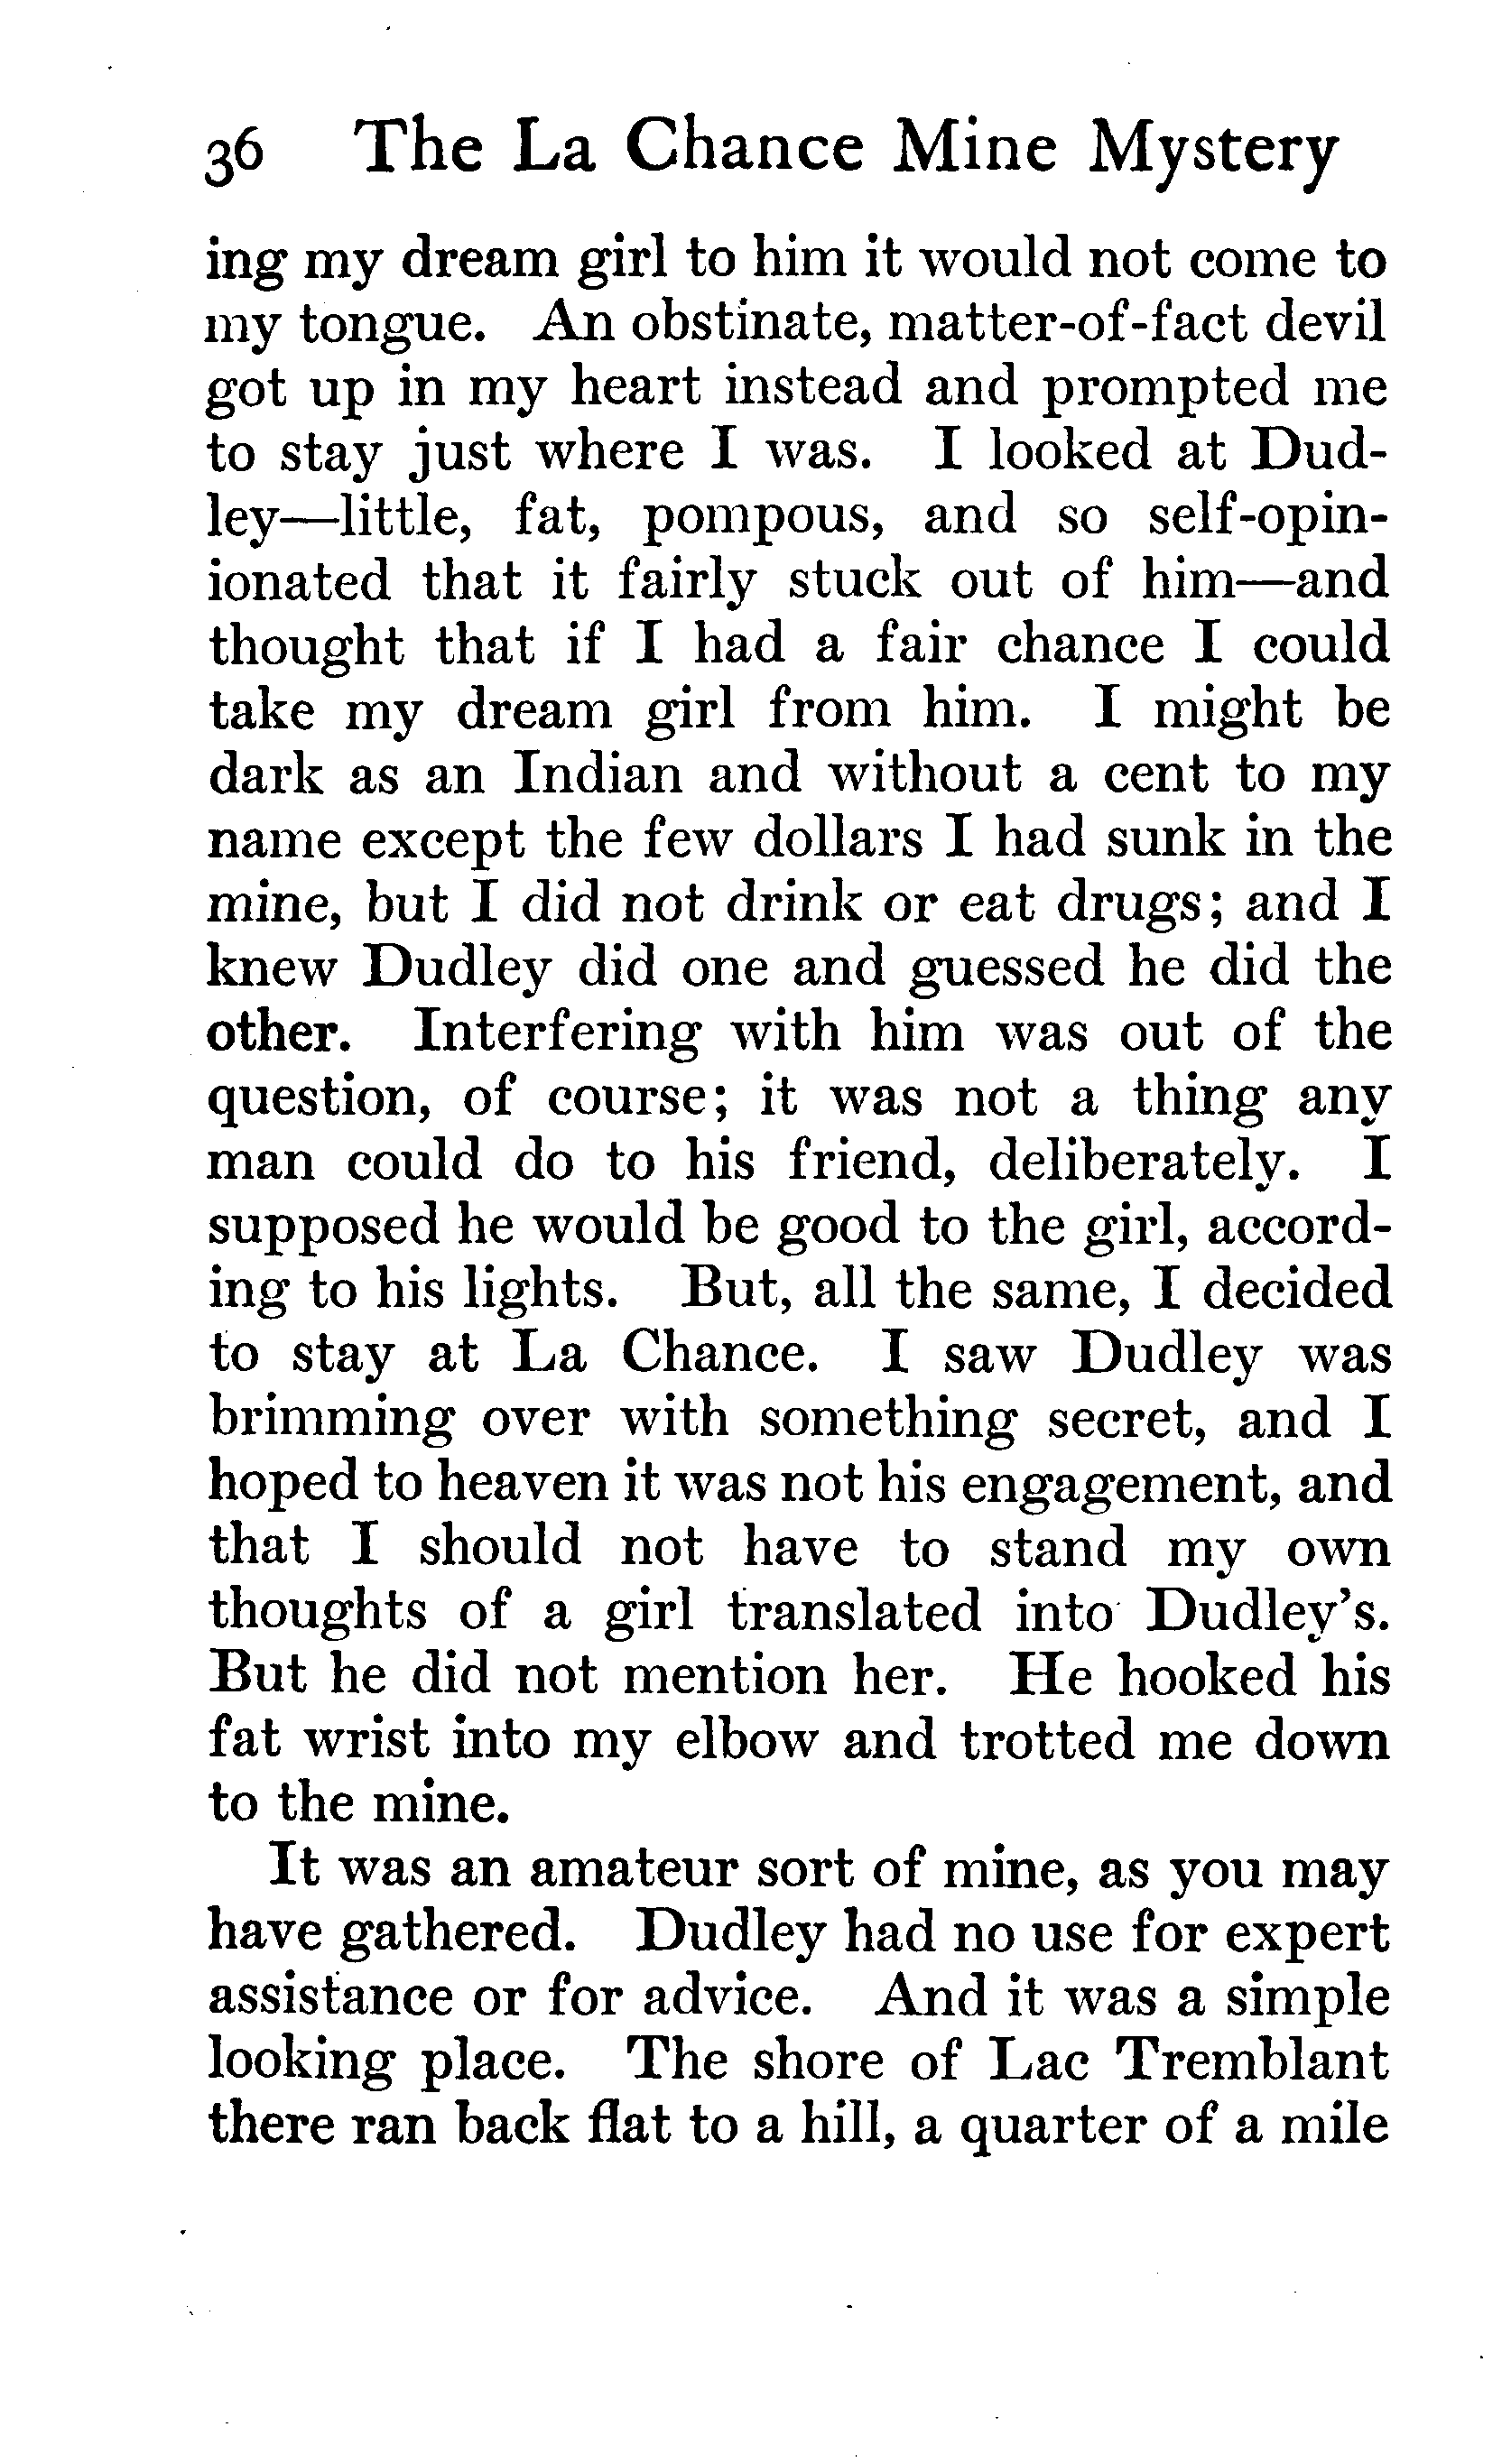 36 The La Chance Mine Mystery
ing my dream girl to him it would not come to
my tongue. An obstinate, matter-of-fact devil
got up in my heart instead and prompted me
to stay just where I was. I looked at Dud-
ley—little, fat, pompous, and so self-opin-
ionated that it fairly stuck out of him—and
thought that if I had a fair chance I could
take my dream girl from him. I might be
dark as an Indian and without a cent to my
name except the few dollars I had sunk in the
mine, but I did not drink or eat drugs; and I
knew Dudley did one and guessed he did the
other. Interfering with him was out of the
question, of course; it was not a thing any
man could do to his friend, deliberately. I
supposed he would be good to the girl, accord-
ing to his lights. But, all the same, I decided
to stay at La Chance. I saw Dudley was
brimming over with something secret, and I
hoped to heaven it was not his engagement, and
that I should not have to stand my own
thoughts of a girl translated into Dudley's.
But he did not mention her. He hooked his
fat wrist into my elbow and trotted me down
to the mine.
It was an amateur sort of mine, as you may
have gathered. Dudley had no use for expert
assistance or for advice. And it was a simple
looking place. The shore of Lac Tremblant
there ran back flat to a hill, a quarter of a mile